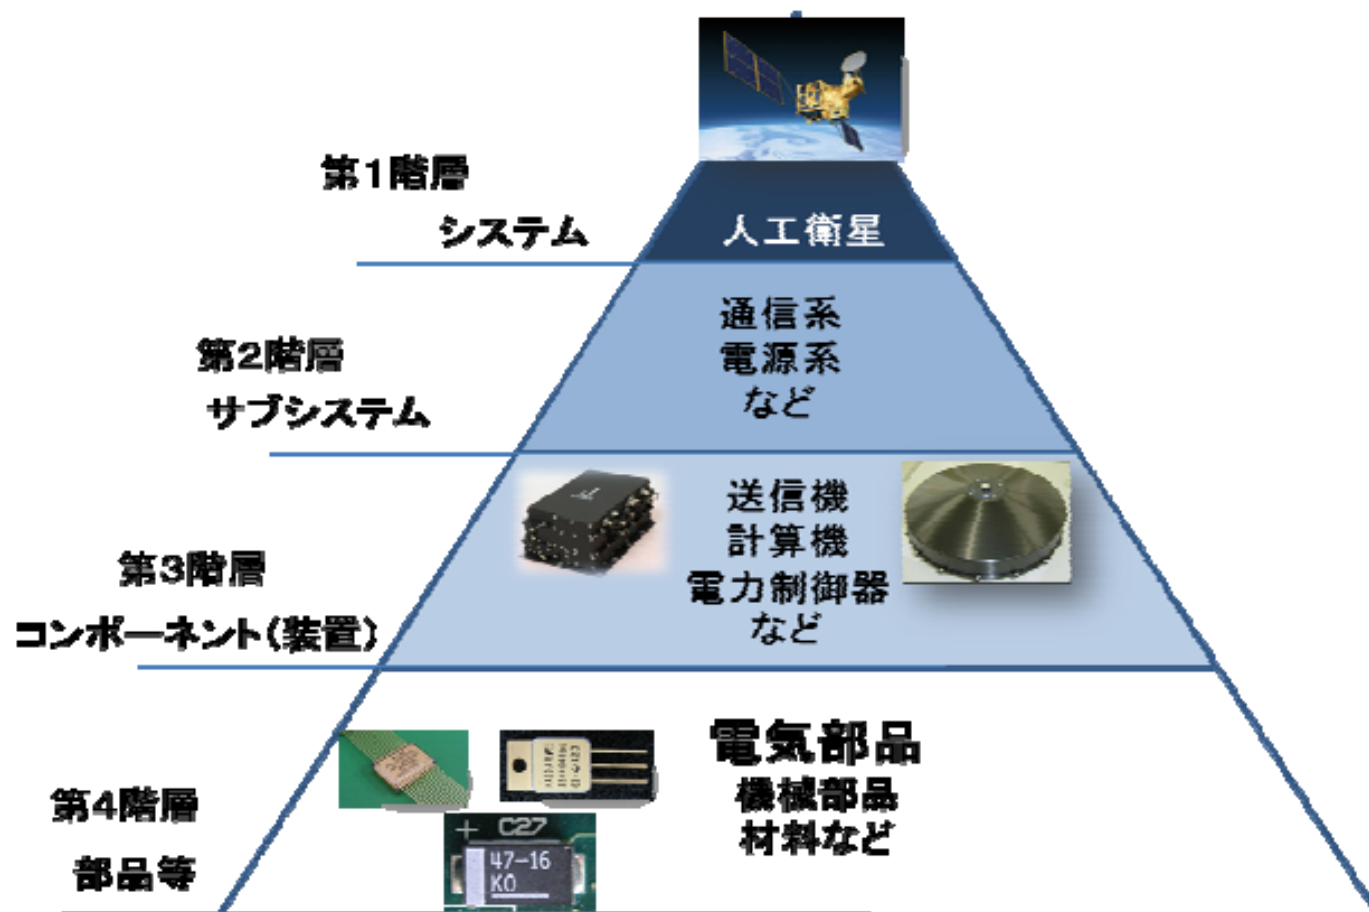 第1階層
システム
人工衛星
第2階層
サブシステム
通信系
電源系
など
第3階層
コンポーネント(装置)
送信機
計算機
電力制御器
など
第4階層
部品等
電気部品
機械部品
材料など
+ C27
47-16
KO